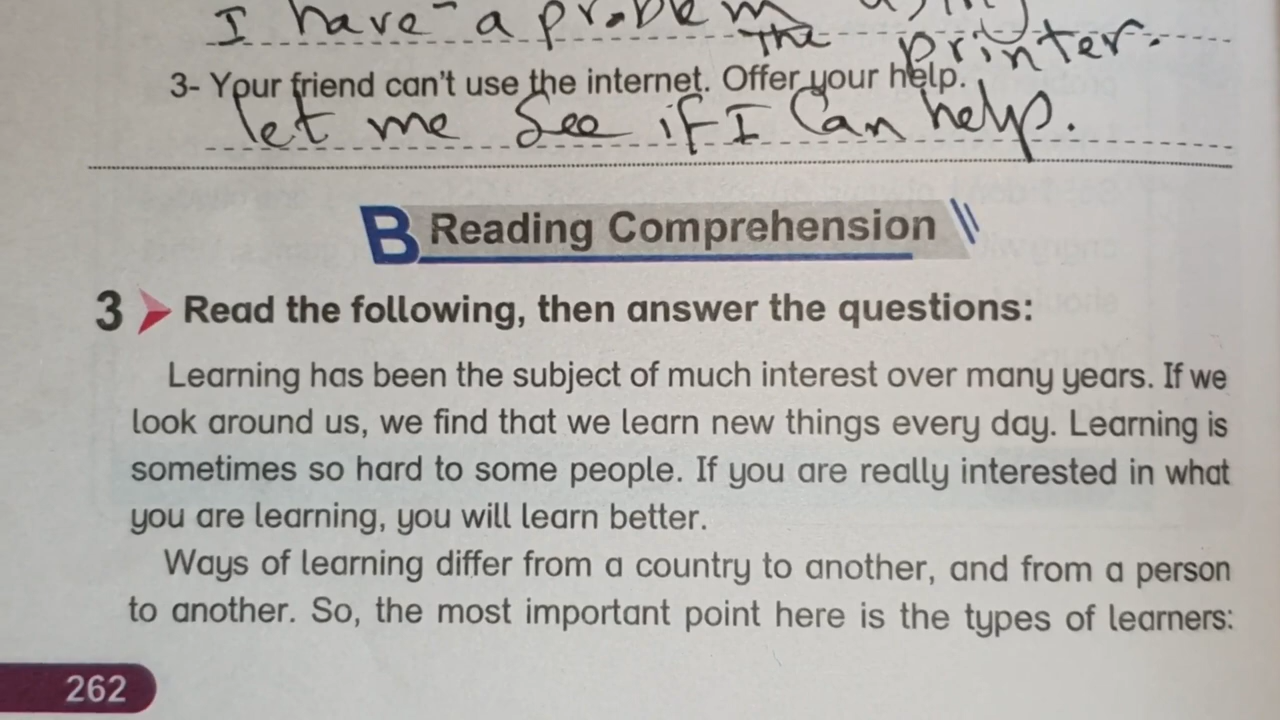 I have a problem using
the printer.
3- Your friend can't use the internet. Offer your help.
let me see if I can help.
B Reading Comprehension
3 Read the following, then answer the questions:
Learning has been the subject of much interest over many years. If we
look around us, we find that we learn new things every day. Learning is
sometimes so hard to some people. If you are really interested in what
you are learning, you will learn better.
Ways of learning differ from a country to another, and from a person
to another. So, the most important point here is the types of learners:
262